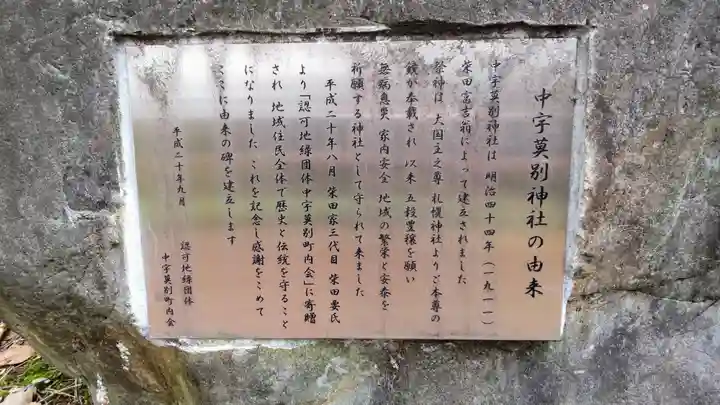 中宇莫別神社の由来
中宇莫別神社は 明治四十四年（一九一一）
柴田富吉翁によって建立されました
祭神は 大国主之尊 札幌神社よりご本尊の
鏡が奉載され 以来 五穀豊穣を願い
無病息災 家内安全 地域の繁栄と安泰を
祈願する神社として守られて来ました
平成二十年八月 柴田家三代目 柴田要氏
より「認可地縁団体中宇莫別町内会」に寄贈
され 地域住民全体で歴史と伝統を守ること
になりました これを記念し感謝をこめて
ここに由来の碑を建立します
平成二十年九月
認可地縁団体
中宇莫別町内会